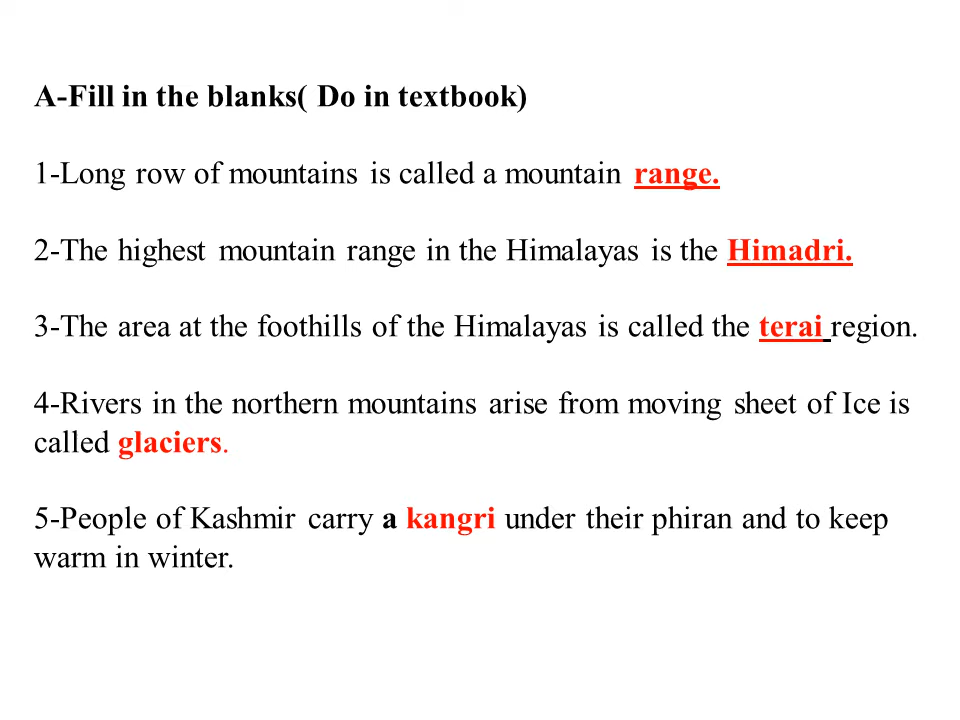 A-Fill in the blanks( Do in textbook)
1-Long row of mountains is called a mountain range.
2-The highest mountain range in the Himalayas is the Himadri.
3-The area at the foothills of the Himalayas is called the terai region.
4-Rivers in the northern mountains arise from moving sheet of Ice is
called glaciers.
5-People of Kashmir carry a kangri under their phiran and to keep
warm in winter.